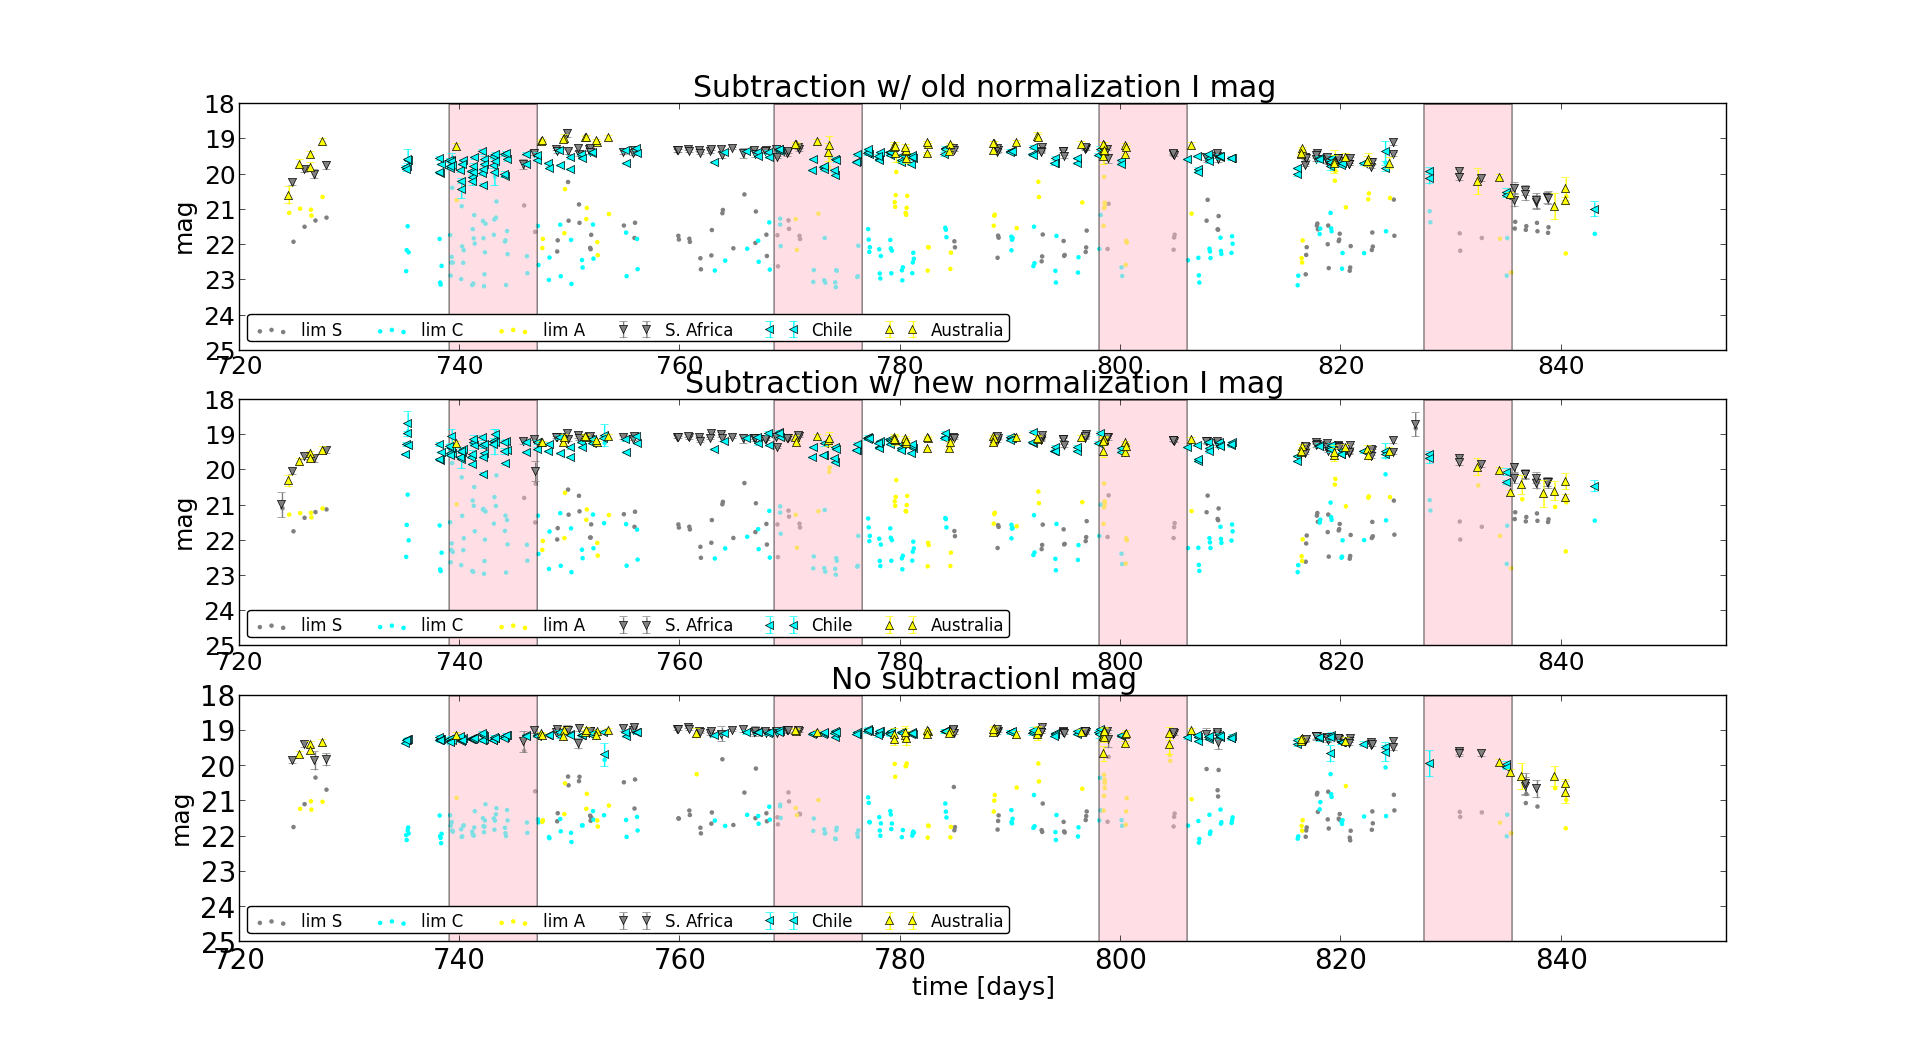 Subtraction w/ old normalization I mag
18
19
20
21
22
23
24
25
mag
lim S lim C lim A S. Africa Chile Australia
720 740 760 780 800 820 840
Subtraction w/ new normalization I mag
18
19
20
21
22
23
24
25
mag
lim S lim C lim A S. Africa Chile Australia
720 740 760 780 800 820 840
No subtractionI mag
18
19
20
21
22
23
24
25
mag
lim S lim C lim A S. Africa Chile Australia
720 740 760 780 800 820 840
time [days]